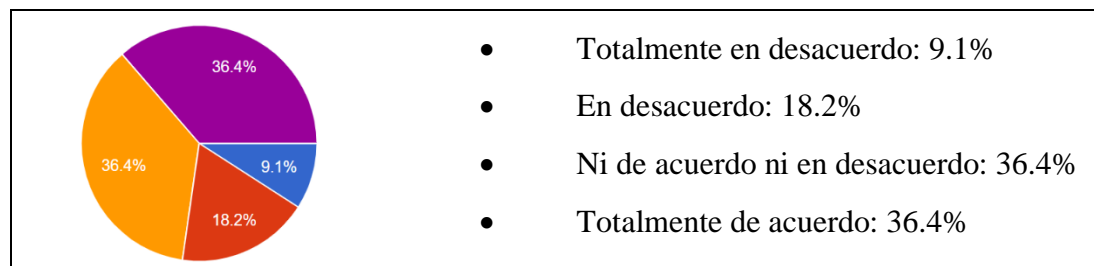 36.4%
36.4%
9.1%
18.2%
• Totalmente en desacuerdo: 9.1%
• En desacuerdo: 18.2%
• Ni de acuerdo ni en desacuerdo: 36.4%
• Totalmente de acuerdo: 36.4%